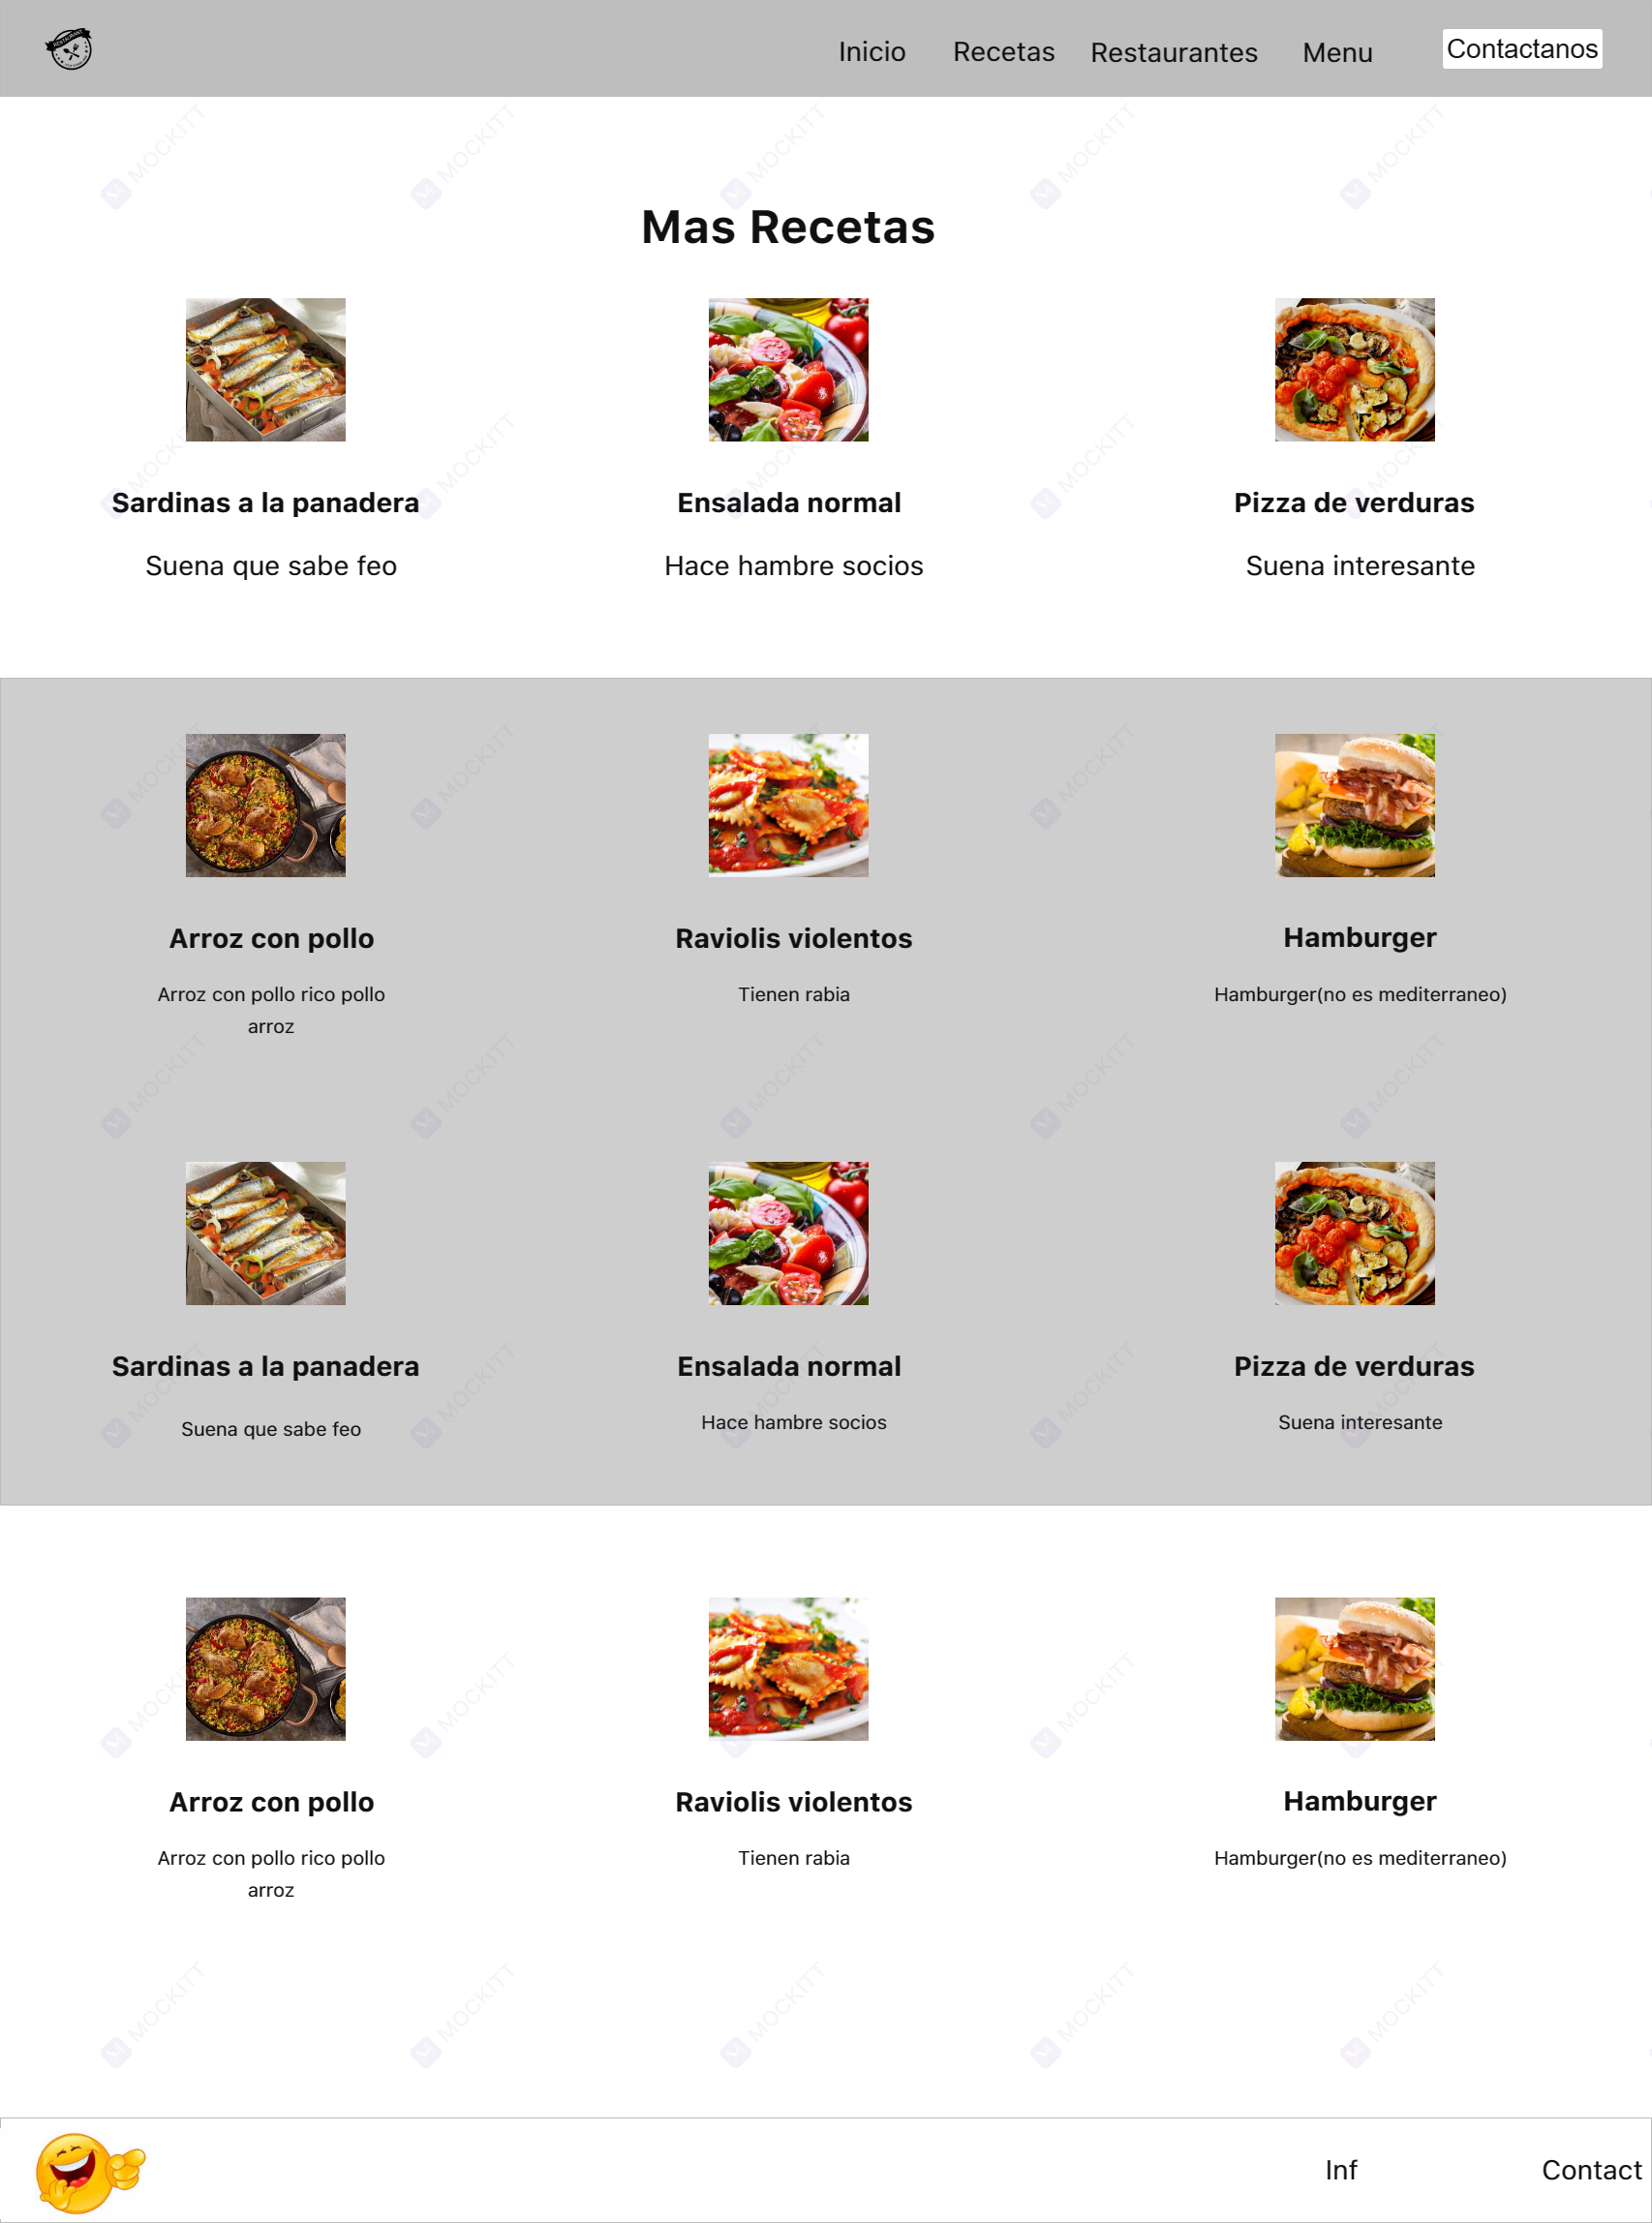 RESTAURANT
Inicio
Recetas
Restaurantes
Menu
Contactanos
Mas Recetas
Sardinas a la panadera
Ensalada normal
Pizza de verduras
Suena que sabe feo
Hace hambre socios
Suena interesante
Arroz con pollo
Raviolis violentos
Hamburger
Arroz con pollo rico pollo
arroz
Tienen rabia
Hamburger(no es mediterraneo)
Sardinas a la panadera
Ensalada normal
Pizza de verduras
Suena que sabe feo
Hace hambre socios
Suena interesante
Arroz con pollo
Raviolis violentos
Hamburger
Arroz con pollo rico pollo
arroz
Tienen rabia
Hamburger(no es mediterraneo)
Inf
Contact
MOCKITT